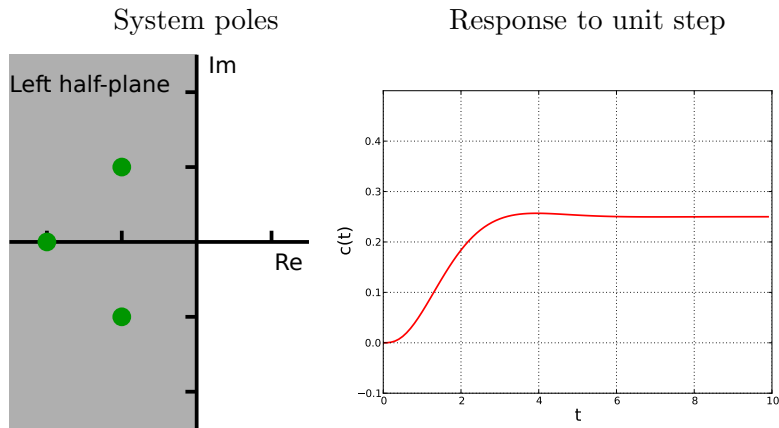 System poles
Im
Left half-plane
Re
Response to unit step
0.4
0.3
0.2
0.1
0.0
−0.1
c(t)
0 2 4 6 8 10
t